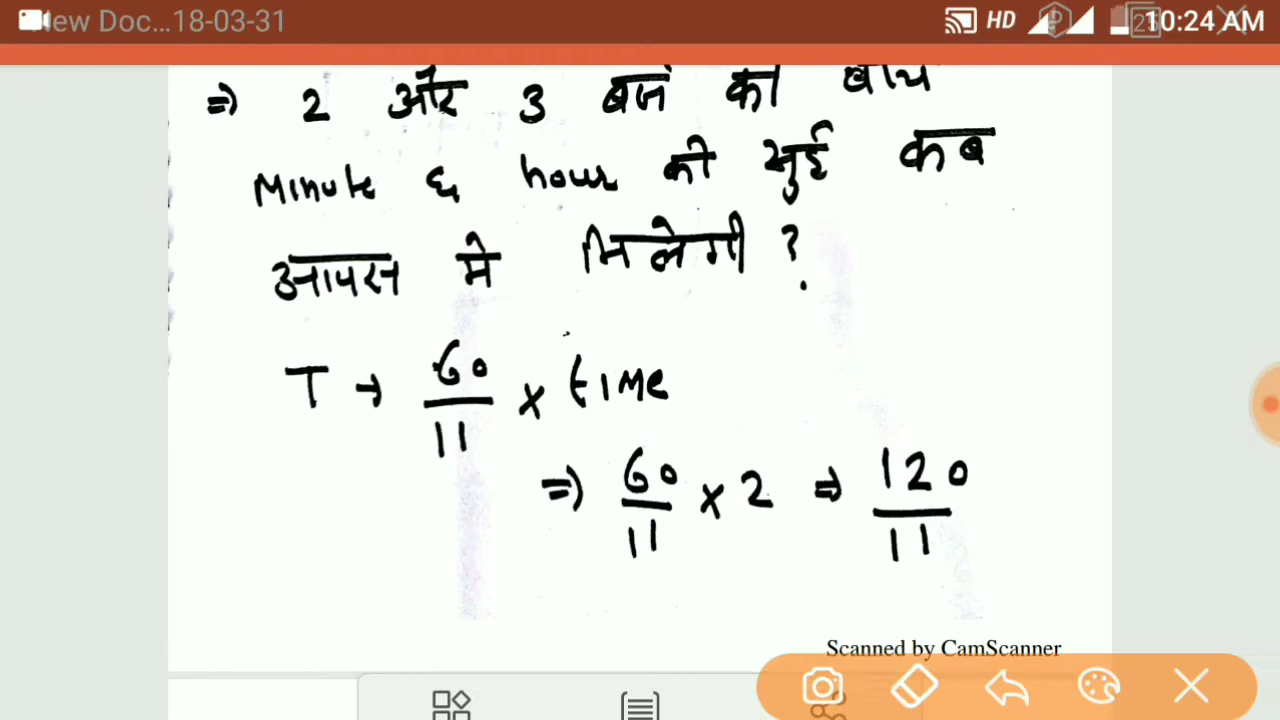 New Doc...18-03-31 HD 10:24 AM
⇒ 2 और 3 बजे के बीच
Minute & hour की सुई कब
आपस मे मिलेगी ?
T → 60/11 × time
⇒ 60/11 × 2 ⇒ 120/11
Scanned by CamScanner